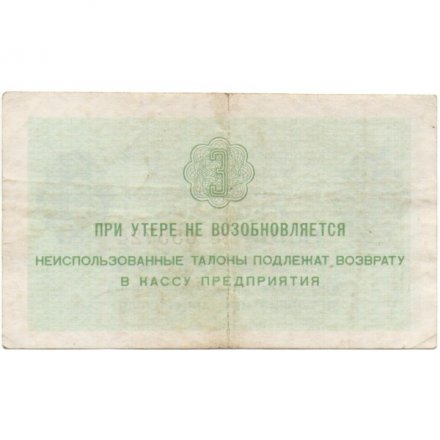 3
ПРИ УТЕРЕ НЕ ВОЗОБНОВЛЯЕТСЯ
НЕИСПОЛЬЗОВАННЫЕ ТАЛОНЫ ПОДЛЕЖАТ ВОЗВРАТУ
В КАССУ ПРЕДПРИЯТИЯ